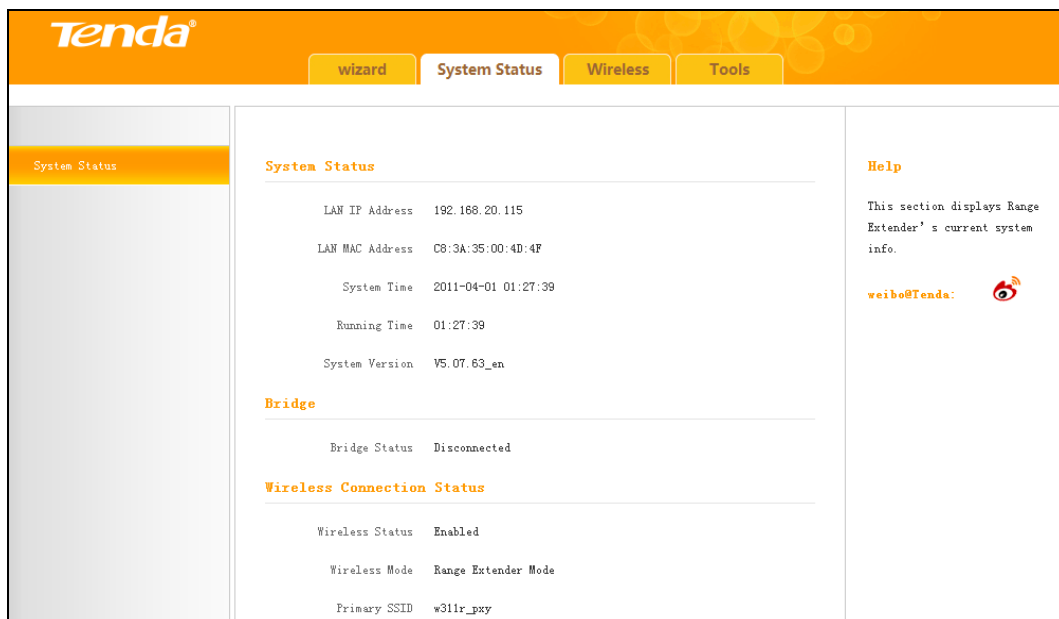 Tenda®
wizard System Status Wireless Tools
System Status
System Status
LAN IP Address 192.168.20.115
LAN MAC Address C8:3A:35:00:4D:4F
System Time 2011-04-01 01:27:39
Running Time 01:27:39
System Version V5.07.63_en
Bridge
Bridge Status Disconnected
Wireless Connection Status
Wireless Status Enabled
Wireless Mode Range Extender Mode
Primary SSID w311r_pxy
Help
This section displays Range
Extender’s current system
info.
weibo@Tenda: